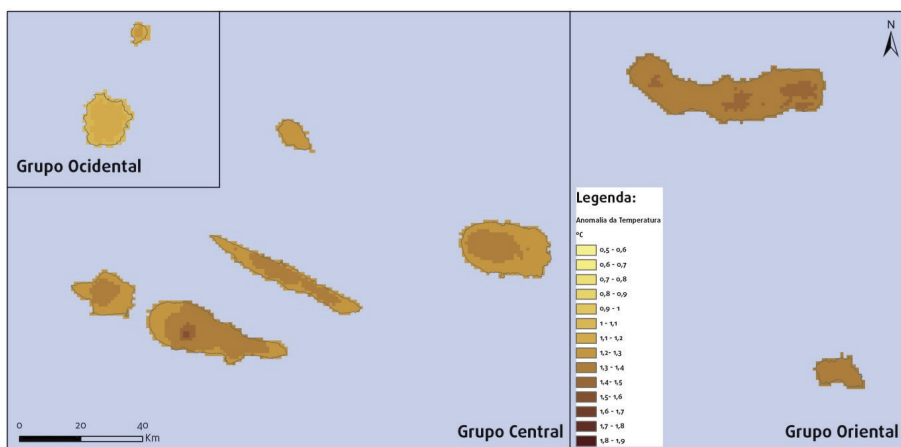 Grupo Ocidental
N
Legenda:
Anomalia da Temperatura
ºC
0,5 - 0,6
0,6 - 0,7
0,7 - 0,8
0,8 - 0,9
0,9 - 1
1 - 1,1
1,1 - 1,2
1,2- 1,3
1,3 - 1,4
1,4- 1,5
1,5- 1,6
1,6 - 1,7
1,7 - 1,8
1,8 - 1,9
0 20 40
Km
Grupo Central
Grupo Oriental